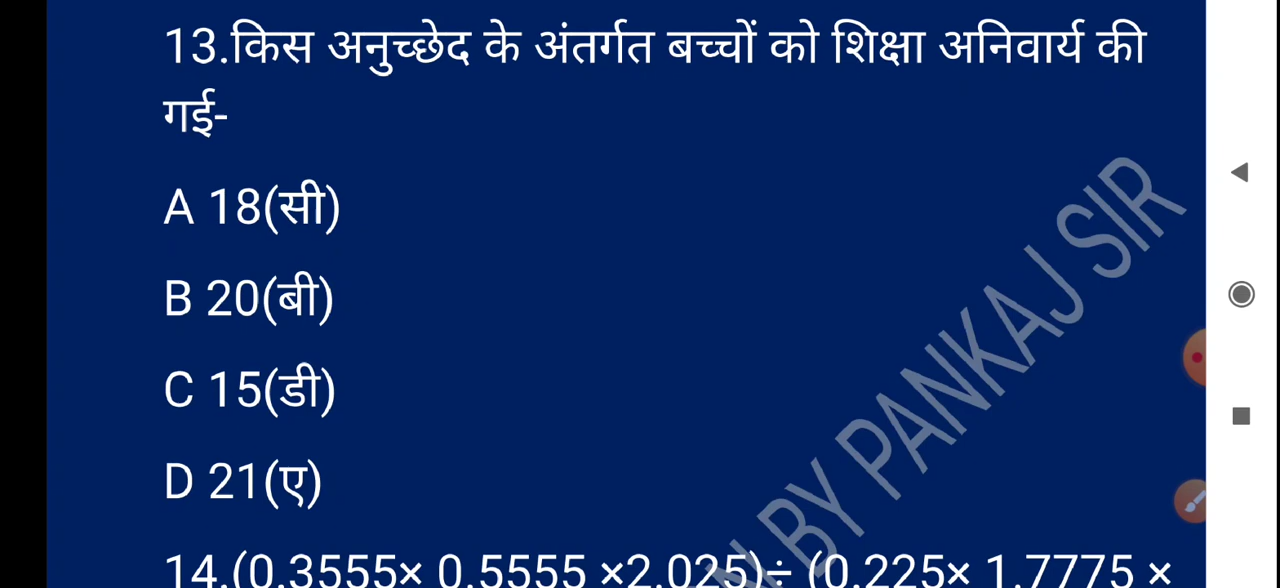 13.किस अनुच्छेद के अंतर्गत बच्चों को शिक्षा अनिवार्य की
गई-
A 18(सी)
B 20(बी)
C 15(डी)
D 21(ए)
14.(0.3555× 0.5555 ×2.025)÷ (0.225× 1.7775 ×
BY PANKAJ SIR